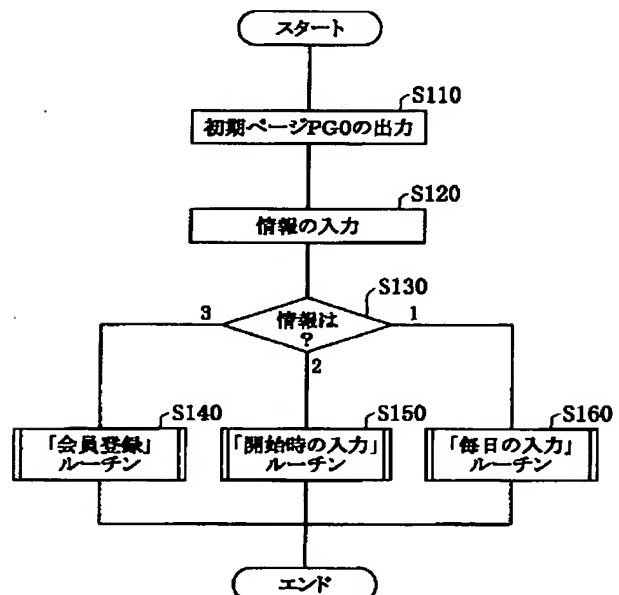 スタート
S110
初期ページPG0の出力
S120
情報の入力
S130
情報は
?
3
1
2
S140
「会員登録」
ルーチン
S150
「開始時の入力」
ルーチン
S160
「毎日の入力」
ルーチン
エンド